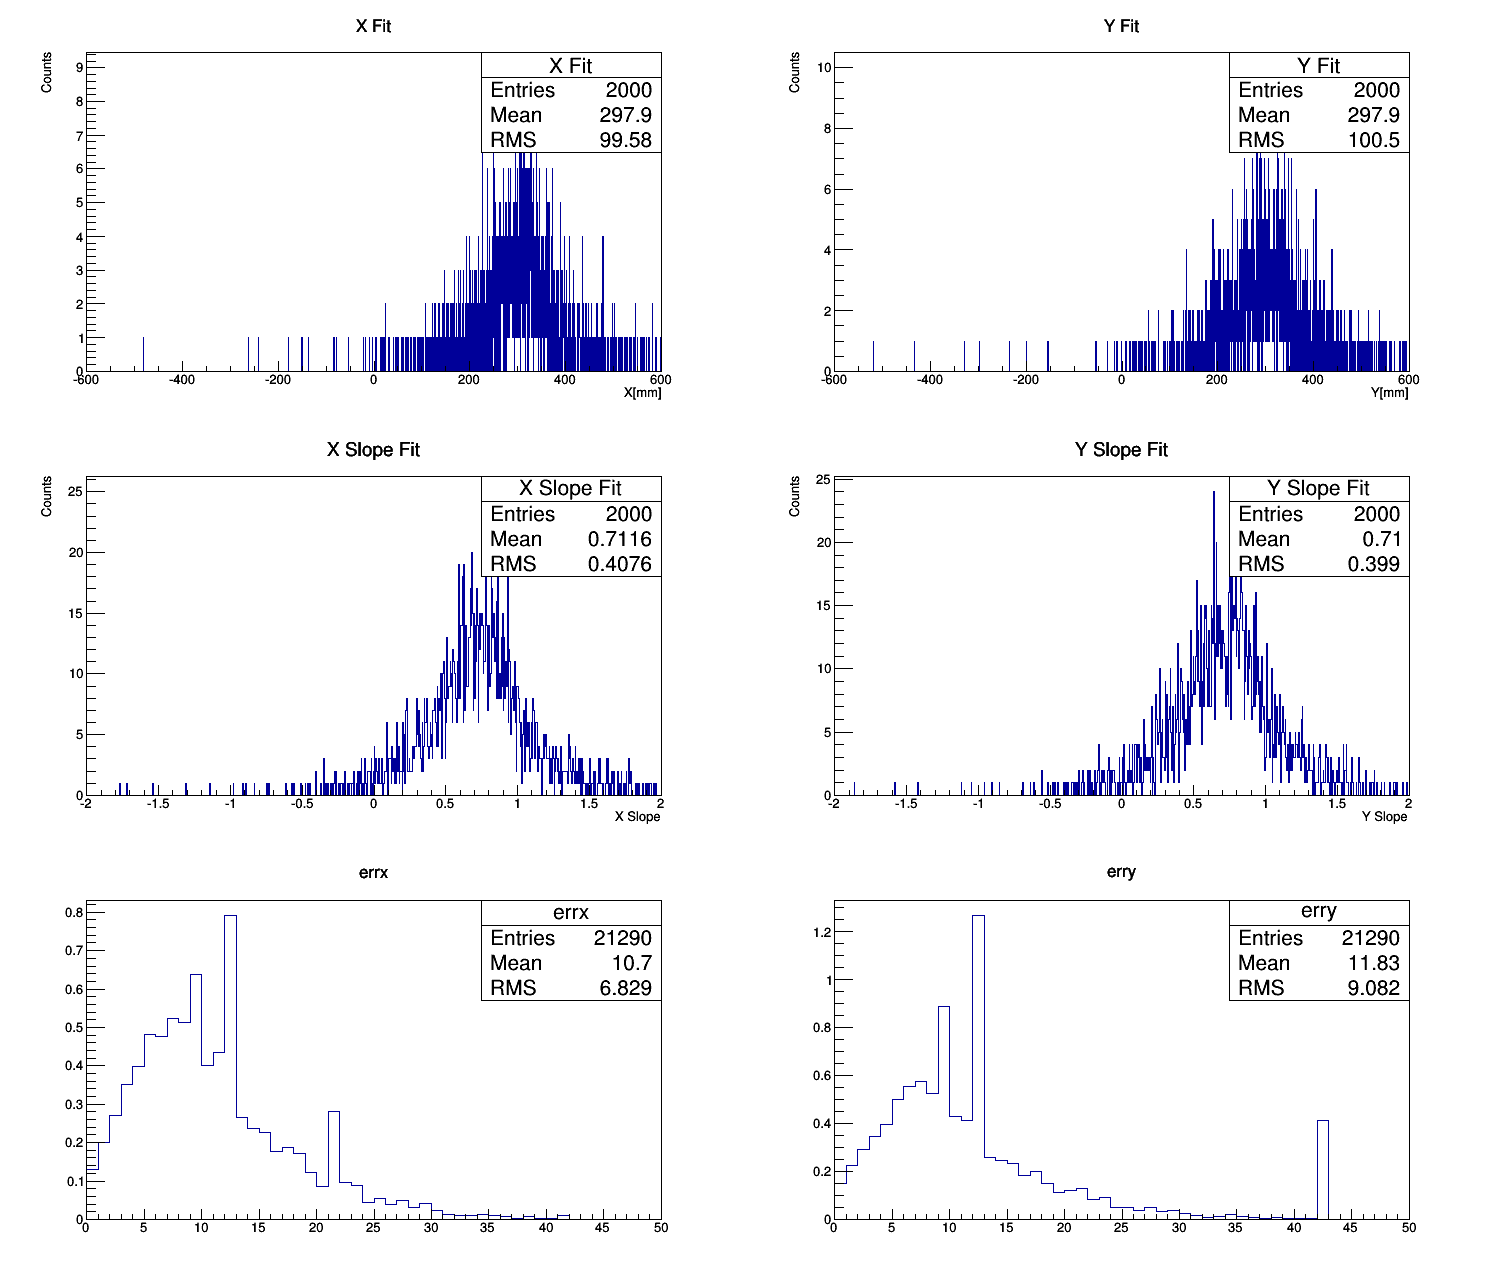 X Fit
Counts
X Fit
Entries 2000
Mean 297.9
RMS 99.58
9
8
7
6
5
4
3
2
1
0
-600 -400 -200 0 200 400 600
X[mm]
Y Fit
Counts
Y Fit
Entries 2000
Mean 297.9
RMS 100.5
10
8
6
4
2
0
-600 -400 -200 0 200 400 600
Y[mm]
X Slope Fit
Counts
X Slope Fit
Entries 2000
Mean 0.7116
RMS 0.4076
25
20
15
10
5
0
-2 -1.5 -1 -0.5 0 0.5 1 1.5 2
X Slope
Y Slope Fit
Counts
Y Slope Fit
Entries 2000
Mean 0.71
RMS 0.399
25
20
15
10
5
0
-2 -1.5 -1 -0.5 0 0.5 1 1.5 2
Y Slope
errx
errx
Entries 21290
Mean 10.7
RMS 6.829
0.8
0.7
0.6
0.5
0.4
0.3
0.2
0.1
0
0 5 10 15 20 25 30 35 40 45 50
erry
erry
Entries 21290
Mean 11.83
RMS 9.082
1.2
1
0.8
0.6
0.4
0.2
0
0 5 10 15 20 25 30 35 40 45 50